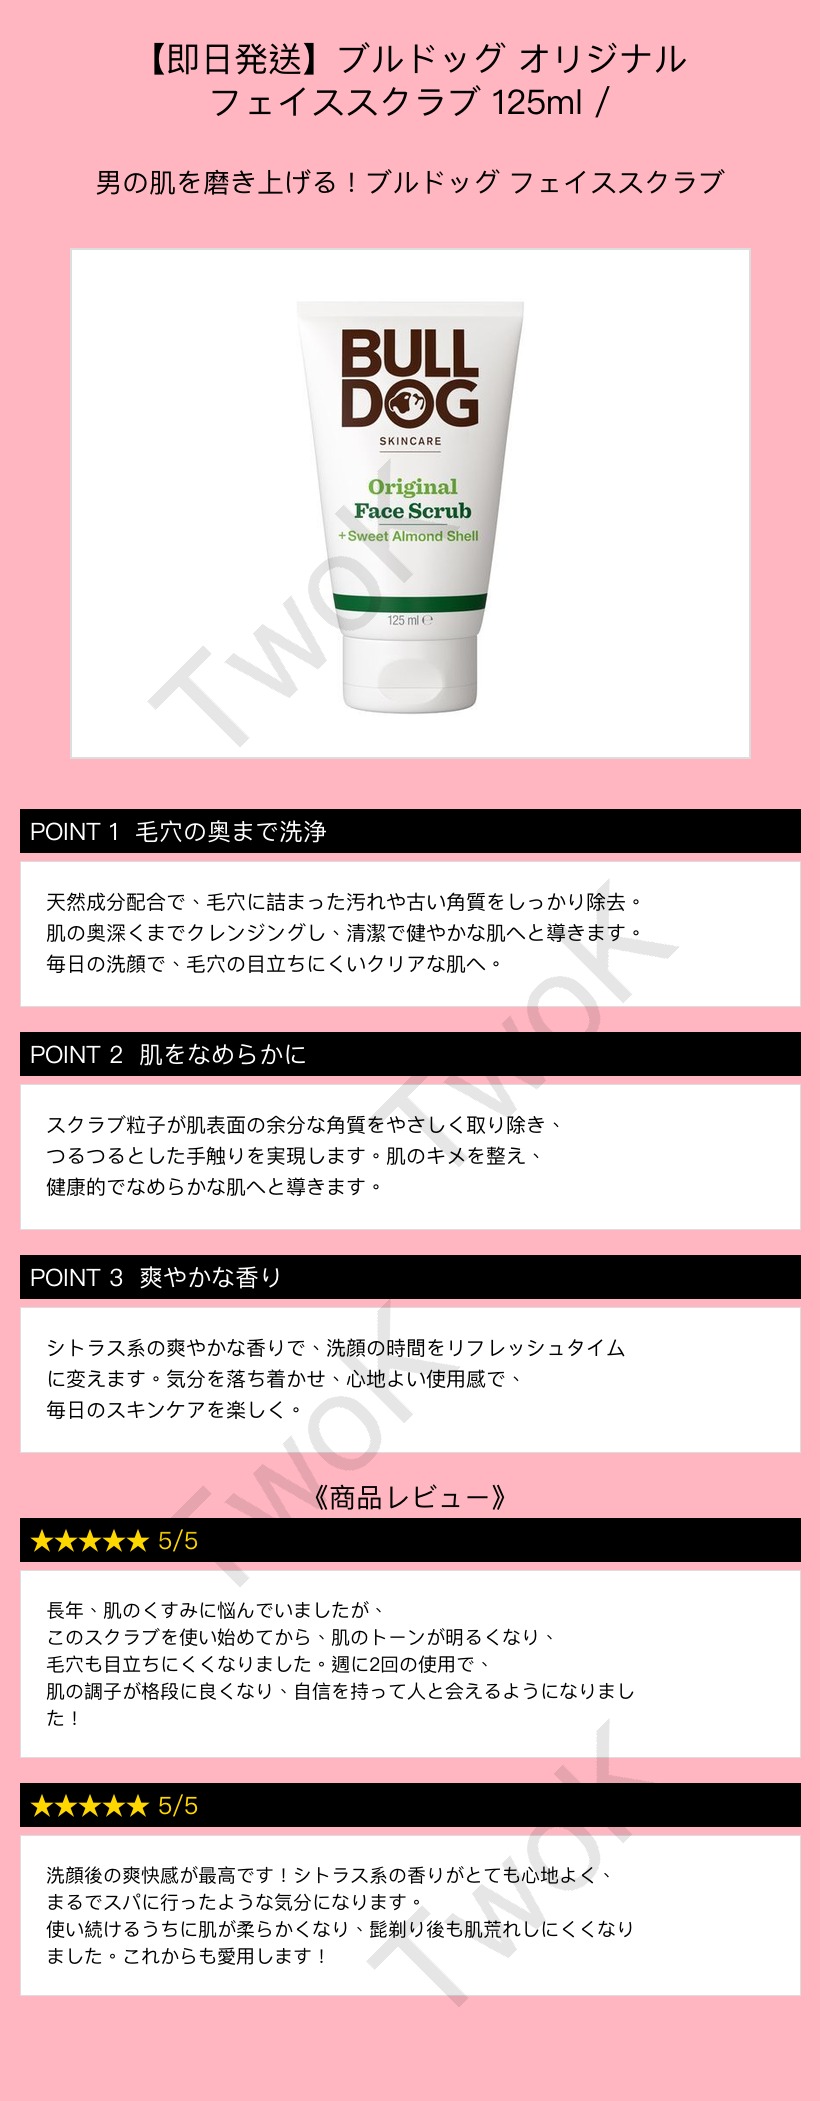 【即日発送】ブルドッグ オリジナル
フェイススクラブ 125ml /
男の肌を磨き上げる！ブルドッグ フェイススクラブ
BULL
DOG
SKINCARE
Original
Face Scrub
+Sweet Almond Shell
125 ml ℮
TwoK
POINT 1 毛穴の奥まで洗浄
天然成分配合で、毛穴に詰まった汚れや古い角質をしっかり除去。
肌の奥深くまでクレンジングし、清潔で健やかな肌へと導きます。
毎日の洗顔で、毛穴の目立ちにくいクリアな肌へ。
TwoK
POINT 2 肌をなめらかに
スクラブ粒子が肌表面の余分な角質をやさしく取り除き、
つるつるとした手触りを実現します。肌のキメを整え、
健康的でなめらかな肌へと導きます。
POINT 3 爽やかな香り
シトラス系の爽やかな香りで、洗顔の時間をリフレッシュタイム
に変えます。気分を落ち着かせ、心地よい使用感で、
毎日のスキンケアを楽しく。
TwoK
《商品レビュー》
★★★★★ 5/5
長年、肌のくすみに悩んでいましたが、
このスクラブを使い始めてから、肌のトーンが明るくなり、
毛穴も目立ちにくくなりました。週に2回の使用で、
肌の調子が格段に良くなり、自信を持って人と会えるようになりまし
た！
★★★★★ 5/5
洗顔後の爽快感が最高です！シトラス系の香りがとても心地よく、
まるでスパに行ったような気分になります。
使い続けるうちに肌が柔らかくなり、髭剃り後も肌荒れしにくくなり
ました。これからも愛用します！
TwoK